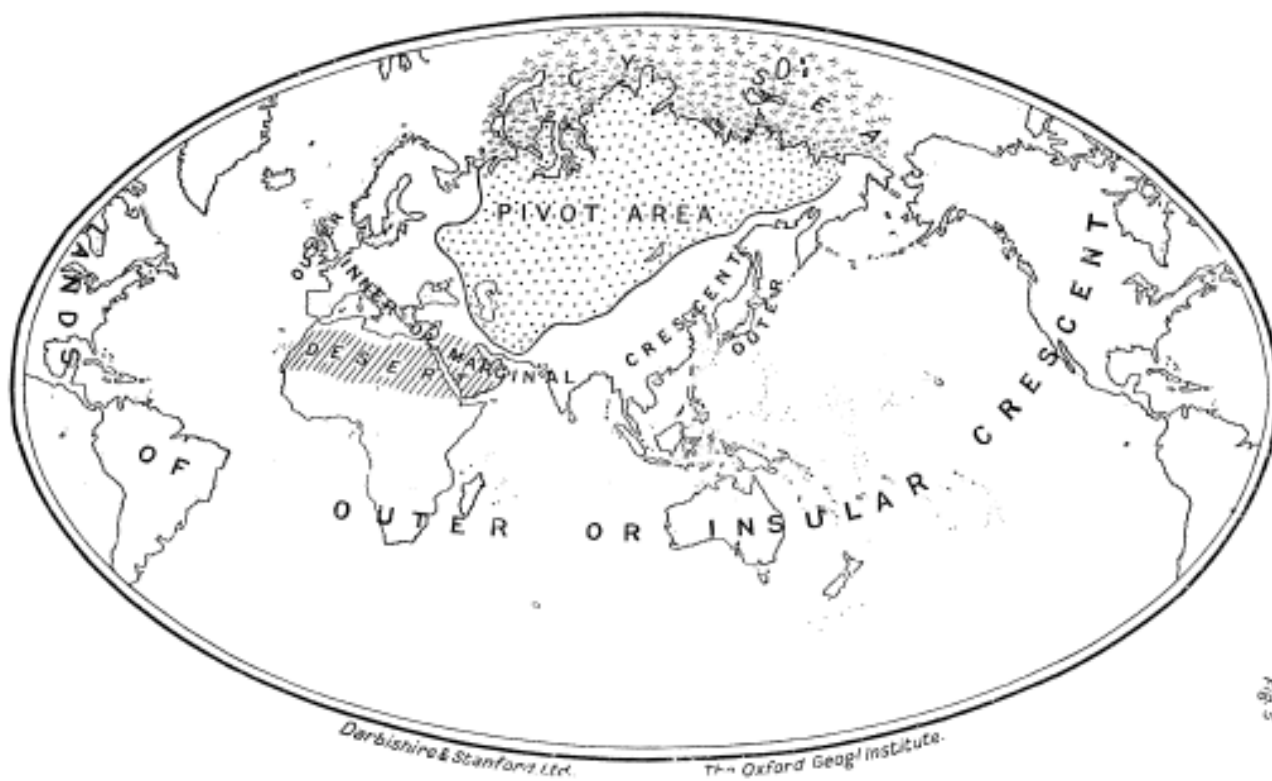 ICY SEA
PIVOT AREA
LANDS OF OUTER OR INSULAR CRESCENT
INNER OR MARGINAL CRESCENT
DESERT
OUTER
OUTER
Darbishire & Stanford, Ltd.
The Oxford Geogl Institute.